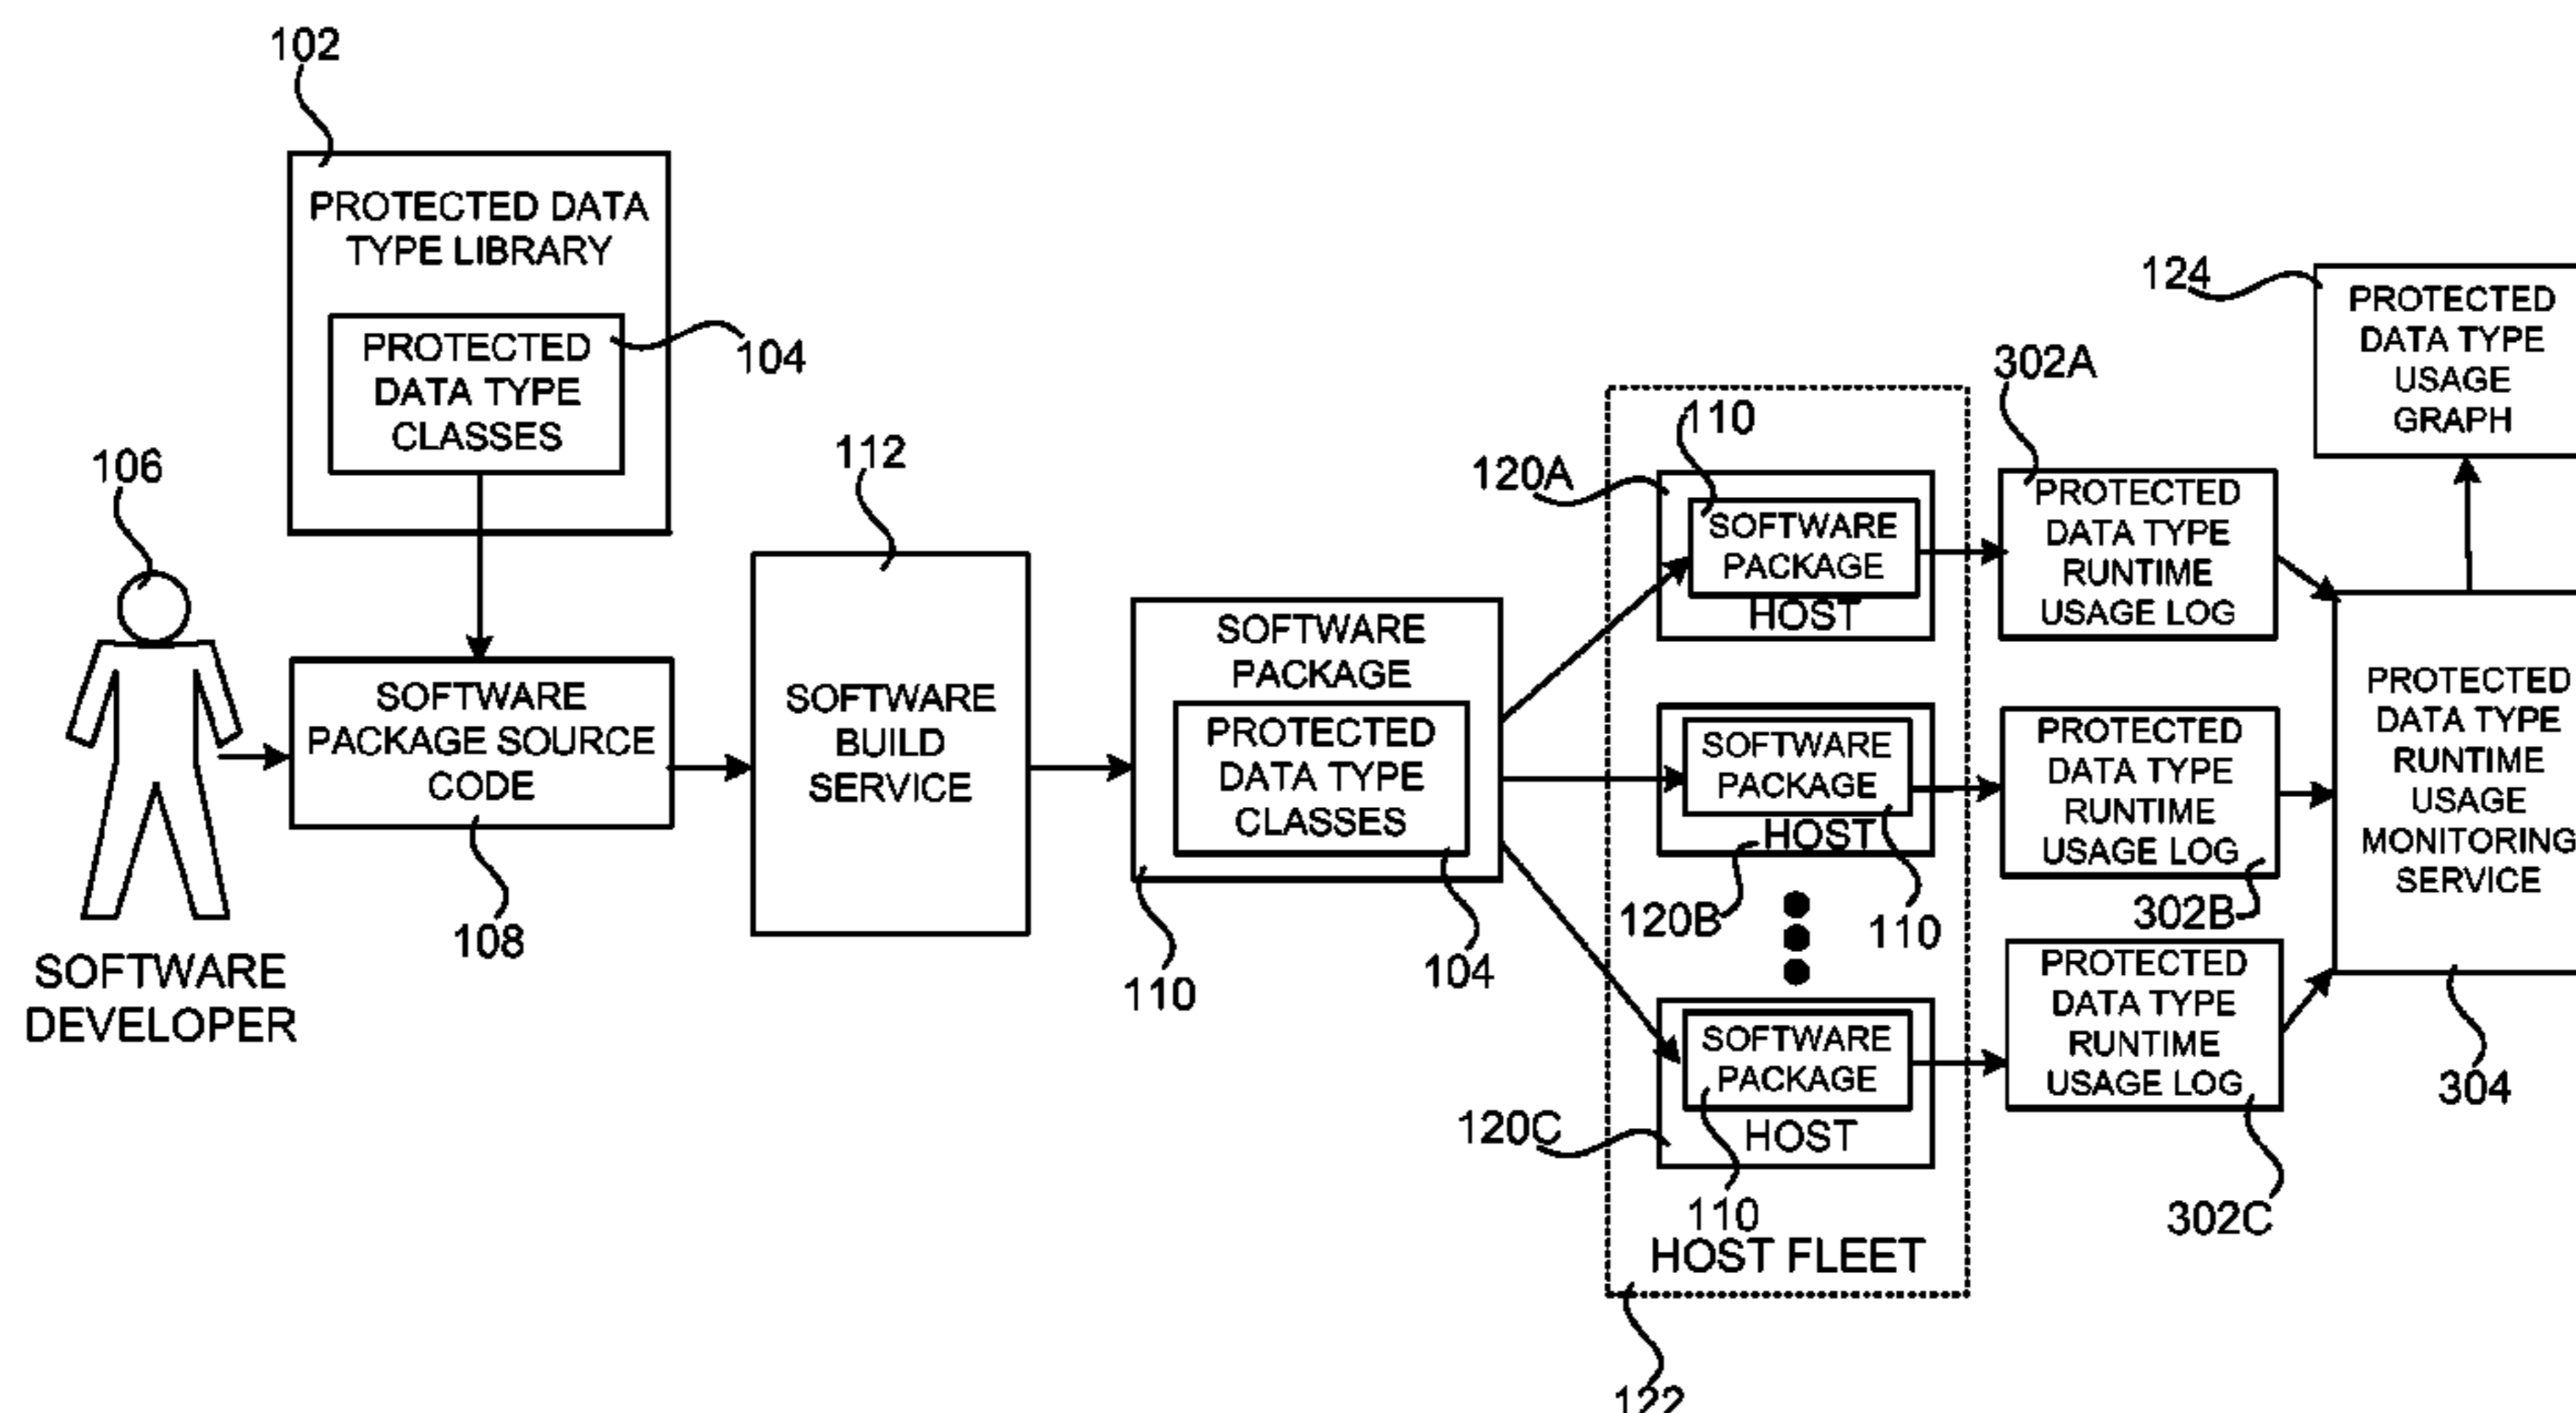 102
PROTECTED DATA
TYPE LIBRARY
PROTECTED
DATA TYPE
CLASSES
104
106
SOFTWARE
DEVELOPER
SOFTWARE
PACKAGE SOURCE
CODE
108
112
SOFTWARE
BUILD
SERVICE
SOFTWARE
PACKAGE
PROTECTED
DATA TYPE
CLASSES
110
104
120A
110
SOFTWARE
PACKAGE
HOST
SOFTWARE
PACKAGE
HOST
120B
110
SOFTWARE
PACKAGE
HOST
120C
110
HOST FLEET
122
302A
PROTECTED
DATA TYPE
RUNTIME
USAGE LOG
PROTECTED
DATA TYPE
RUNTIME
USAGE LOG
302B
PROTECTED
DATA TYPE
RUNTIME
USAGE LOG
302C
124
PROTECTED
DATA TYPE
USAGE
GRAPH
PROTECTED
DATA TYPE
RUNTIME
USAGE
MONITORING
SERVICE
304